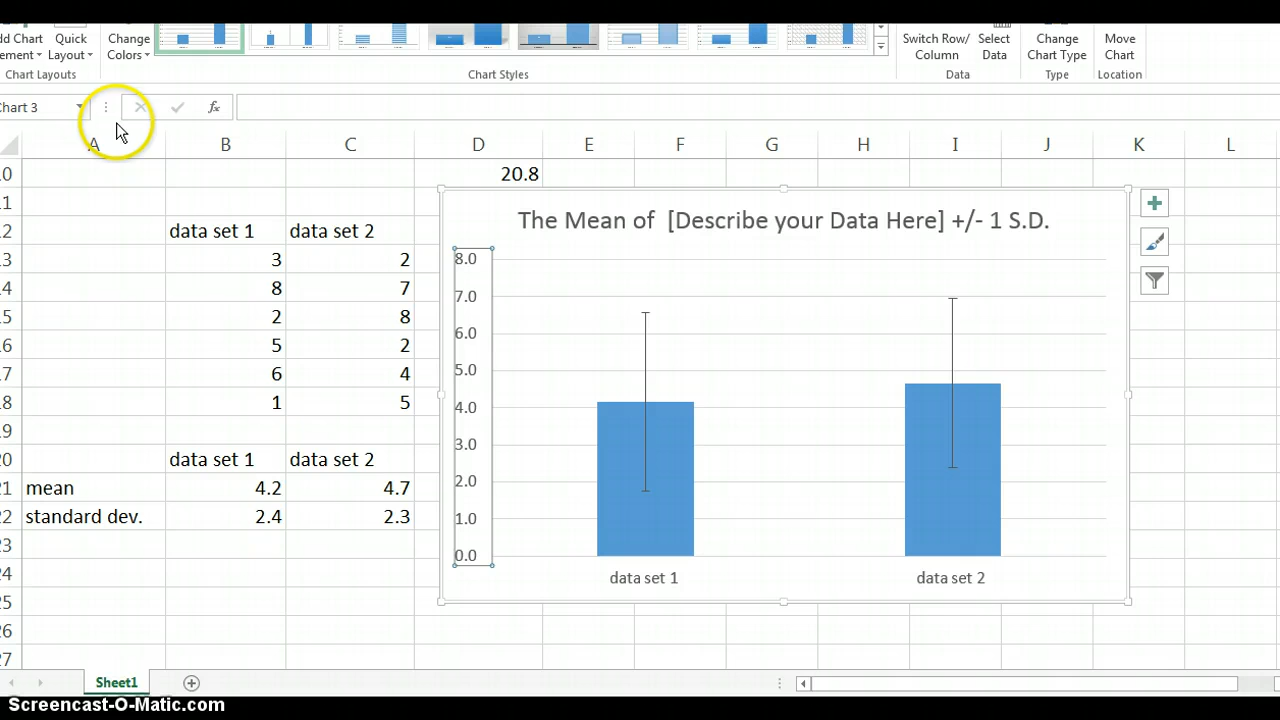 dd Chart Quick Change Switch Row/ Select Change Move
ement Layout Colors Column Data Chart Type Chart
Chart Layouts Chart Styles Data Type Location
Chart 3 fx
A B C D E F G H I J K L
10 20.8
11
12 data set 1 data set 2
13 3 2
14 8 7
15 2 8
16 5 2
17 6 4
18 1 5
19
20 data set 1 data set 2
21 mean 4.2 4.7
22 standard dev. 2.4 2.3
23
24
25
26
27
The Mean of [Describe your Data Here] +/- 1 S.D.
8.0
7.0
6.0
5.0
4.0
3.0
2.0
1.0
0.0
data set 1 data set 2
Sheet1
Screencast-O-Matic.com